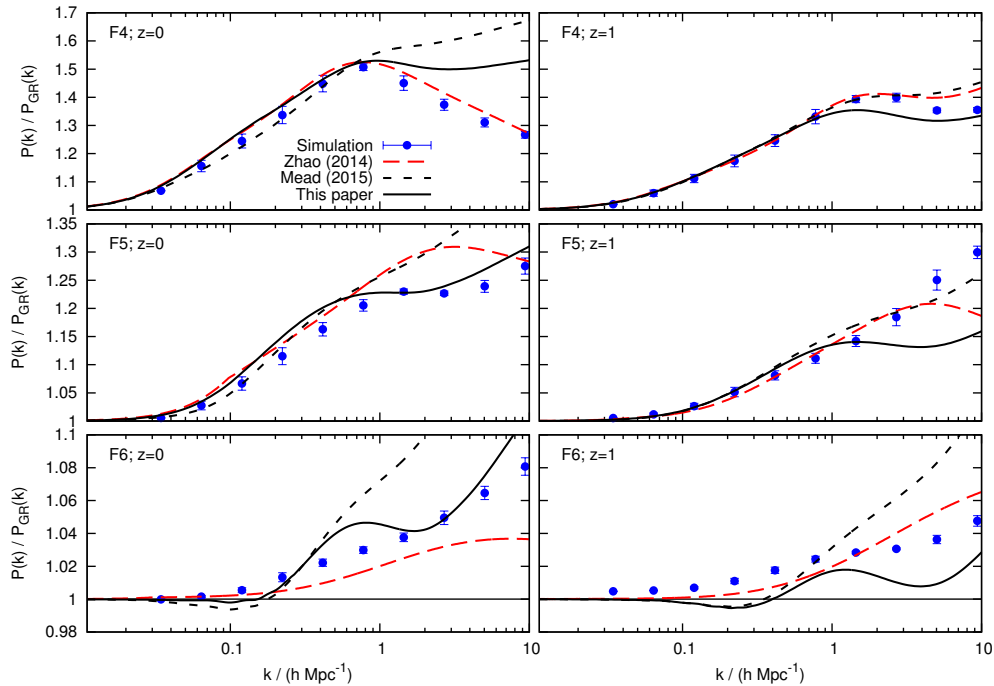 F4; z=0
F4; z=1
1.7
1.6
1.5
1.4
1.3
1.2
1.1
1
P(k) / P_GR(k)
Simulation
Zhao (2014)
Mead (2015)
This paper
F5; z=0
F5; z=1
1.35
1.3
1.25
1.2
1.15
1.1
1.05
1
P(k) / P_GR(k)
F6; z=0
F6; z=1
1.1
1.08
1.06
1.04
1.02
1
0.98
P(k) / P_GR(k)
0.1 1 10 0.1 1 10
k / (h Mpc⁻¹) k / (h Mpc⁻¹)